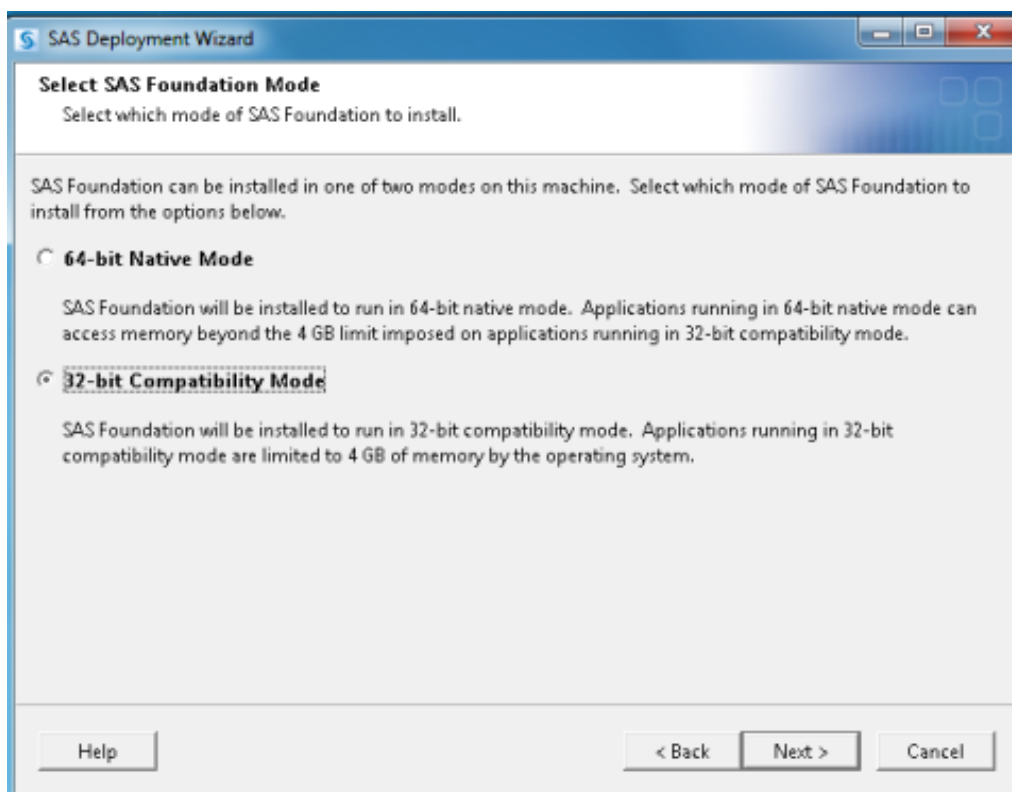 SAS Deployment Wizard
Select SAS Foundation Mode
Select which mode of SAS Foundation to install.
SAS Foundation can be installed in one of two modes on this machine. Select which mode of SAS Foundation to
install from the options below.
64-bit Native Mode
SAS Foundation will be installed to run in 64-bit native mode. Applications running in 64-bit native mode can
access memory beyond the 4 GB limit imposed on applications running in 32-bit compatibility mode.
32-bit Compatibility Mode
SAS Foundation will be installed to run in 32-bit compatibility mode. Applications running in 32-bit
compatibility mode are limited to 4 GB of memory by the operating system.
Help < Back Next > Cancel